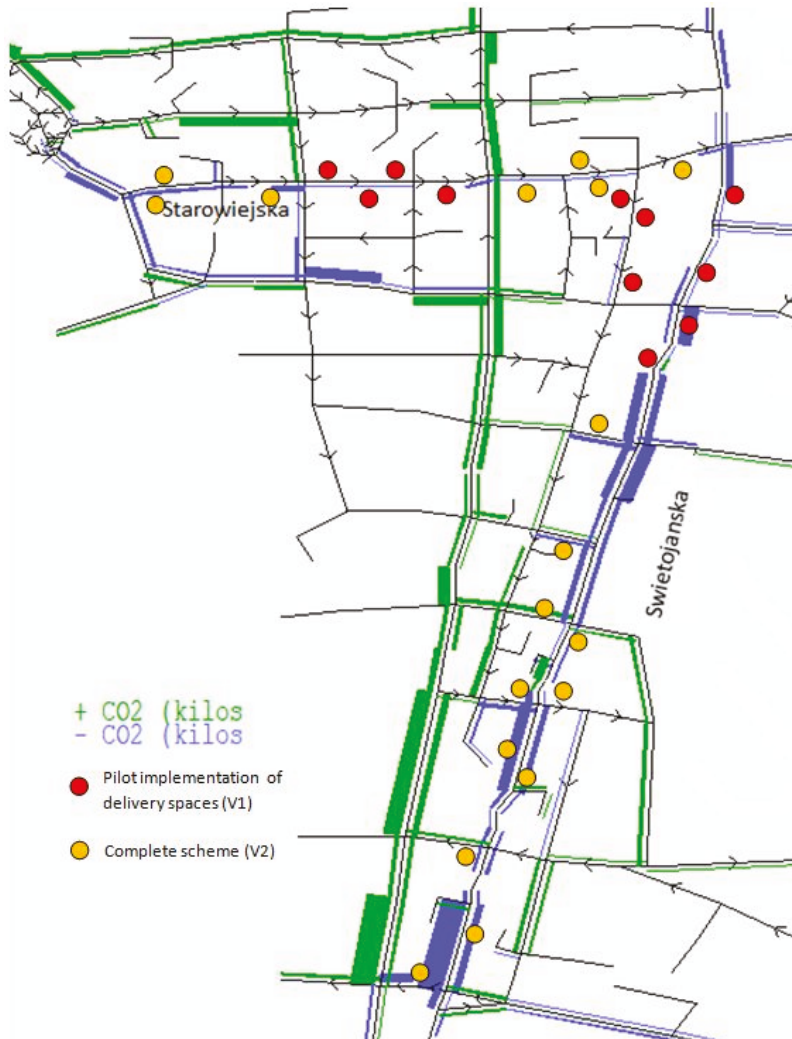 Starowiejska
Swietojanska
+ CO2 (kilos
- CO2 (kilos
Pilot implementation of
delivery spaces (V1)
Complete scheme (V2)